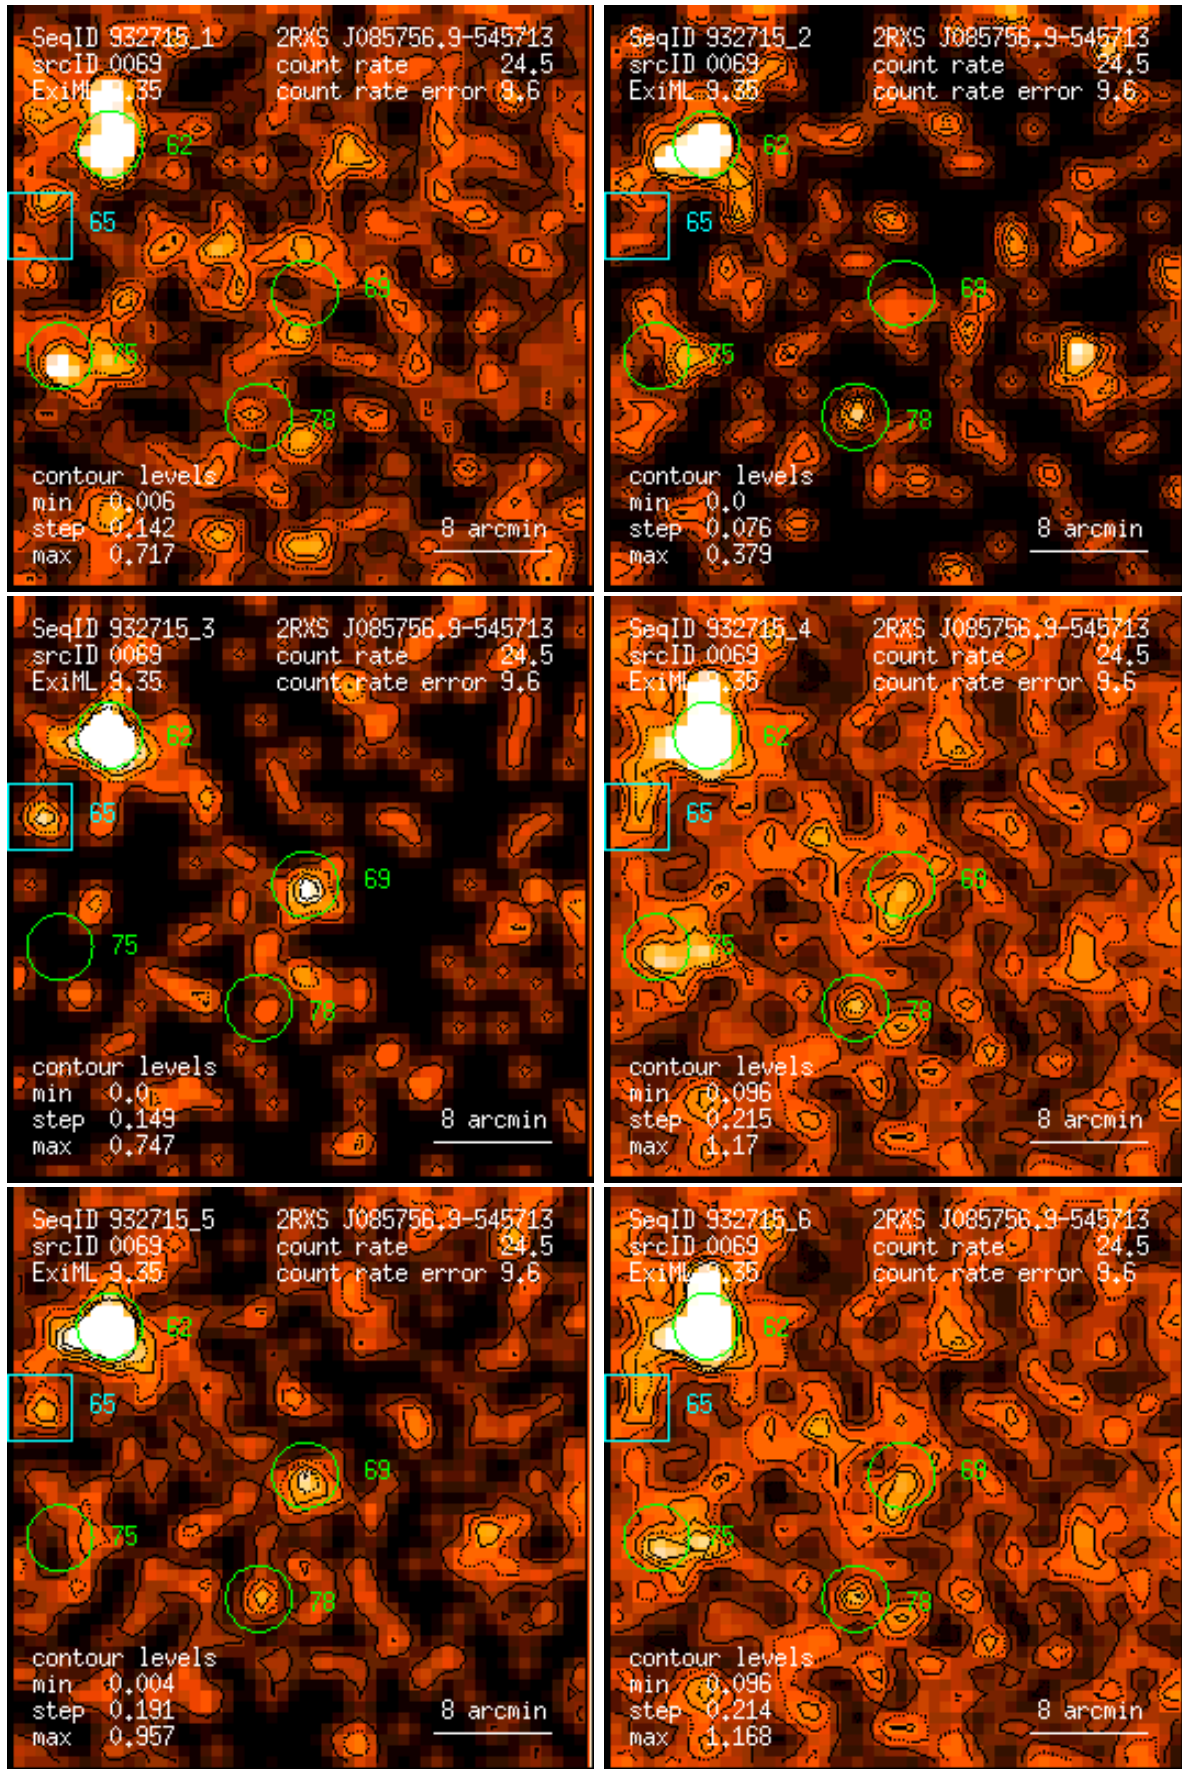 SeqID 932715_1 2RXS J085756.9-545713
srcID 0069 count rate 24.5
ExiML 9.35 count rate error 9.6
62
65
69
75
78
contour levels
min 0.006
step 0.142 8 arcmin
max 0.717
SeqID 932715_2 2RXS J085756.9-545713
srcID 0069 count rate 24.5
ExiML 9.35 count rate error 9.6
62
65
69
75
78
contour levels
min 0.0
step 0.076 8 arcmin
max 0.379
SeqID 932715_3 2RXS J085756.9-545713
srcID 0069 count rate 24.5
ExiML 9.35 count rate error 9.6
62
65
69
75
78
contour levels
min 0.0
step 0.149 8 arcmin
max 0.747
SeqID 932715_4 2RXS J085756.9-545713
srcID 0069 count rate 24.5
ExiML 9.35 count rate error 9.6
62
65
69
75
78
contour levels
min 0.096
step 0.215 8 arcmin
max 1.17
SeqID 932715_5 2RXS J085756.9-545713
srcID 0069 count rate 24.5
ExiML 9.35 count rate error 9.6
62
65
69
75
78
contour levels
min 0.004
step 0.191 8 arcmin
max 0.957
SeqID 932715_6 2RXS J085756.9-545713
srcID 0069 count rate 24.5
ExiML 9.35 count rate error 9.6
62
65
69
75
78
contour levels
min 0.096
step 0.214 8 arcmin
max 1.168